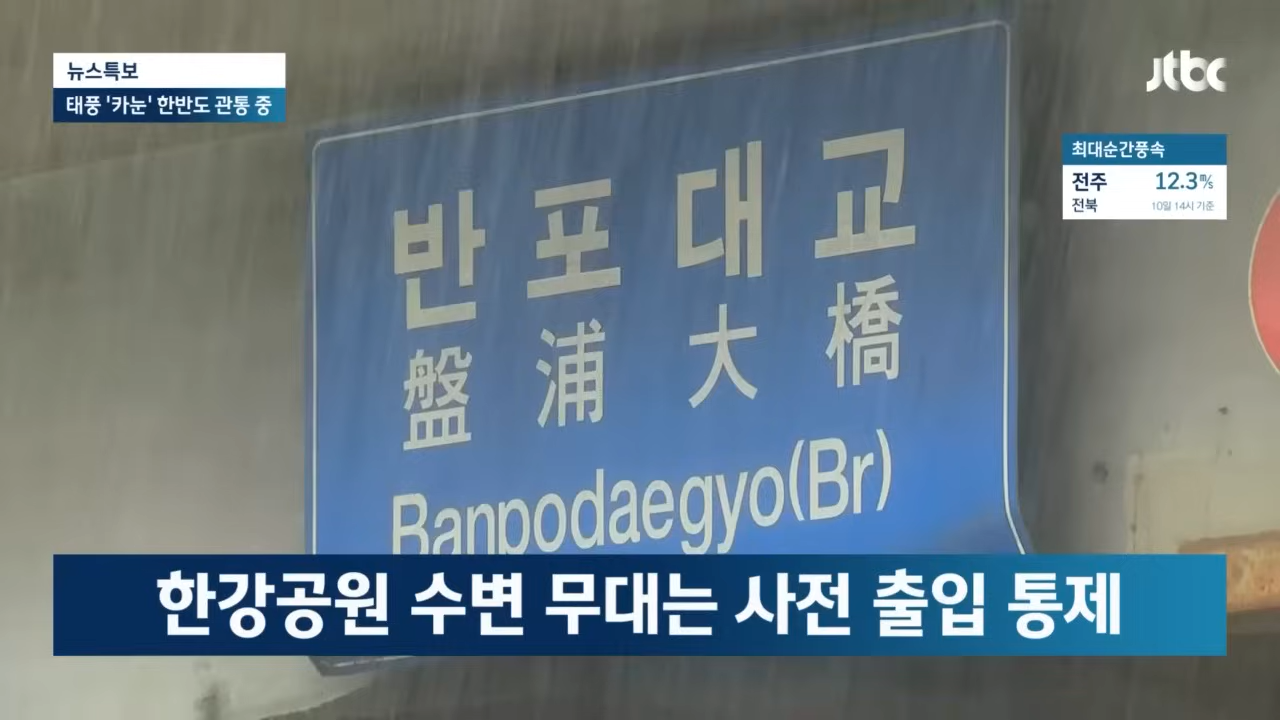 뉴스특보
태풍 '카눈' 한반도 관통 중
jtbc
최대순간풍속
전주 12.3㎧
전북 10일 14시 기준
반포대교
盤浦大橋
Banpodaegyo(Br)
한강공원 수변 무대는 사전 출입 통제